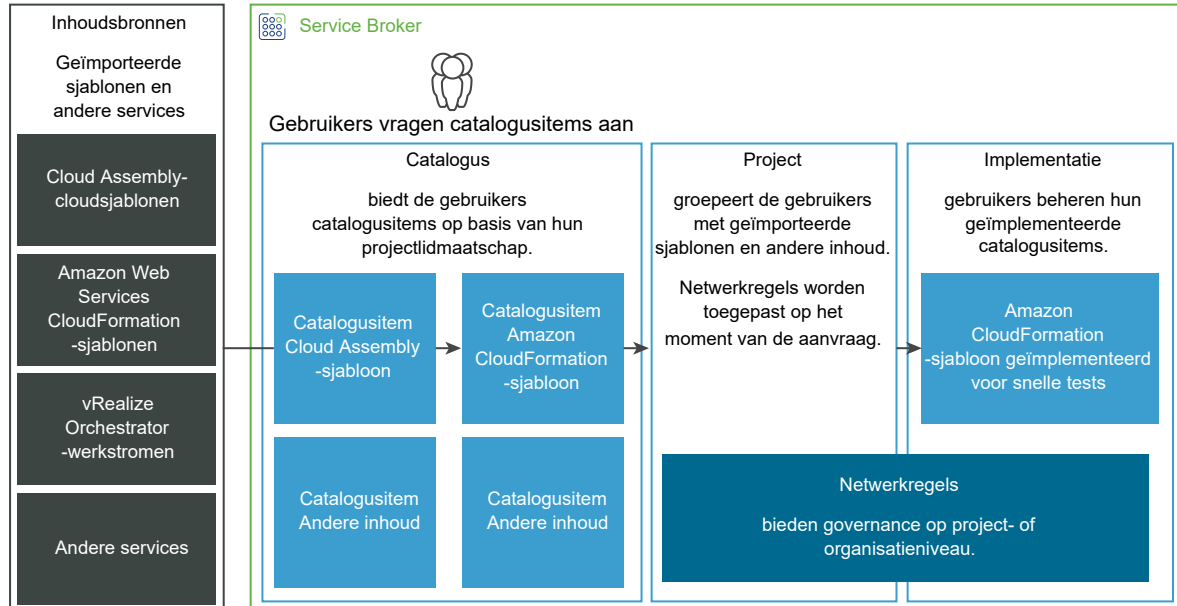 Inhoudsbronnen
Geïmporteerde
sjablonen en
andere services
Cloud Assembly-
cloudsjablonen
Amazon Web
Services
CloudFormation
-sjablonen
vRealize
Orchestrator
-werkstromen
Andere services
Service Broker
Gebruikers vragen catalogusitems aan
Catalogus
biedt de gebruikers
catalogusitems op basis van hun
projectlidmaatschap.
Catalogusitem
Cloud Assembly
-sjabloon
Catalogusitem
Amazon
CloudFormation
-sjabloon
Catalogusitem
Andere inhoud
Catalogusitem
Andere inhoud
Project
groepeert de gebruikers
met geïmporteerde
sjablonen en andere inhoud.
Netwerkregels worden
toegepast op het
moment van de aanvraag.
Implementatie
gebruikers beheren hun
geïmplementeerde
catalogusitems.
Amazon
CloudFormation
-sjabloon geïmplementeerd
voor snelle tests
Netwerkregels
bieden governance op project- of
organisatieniveau.